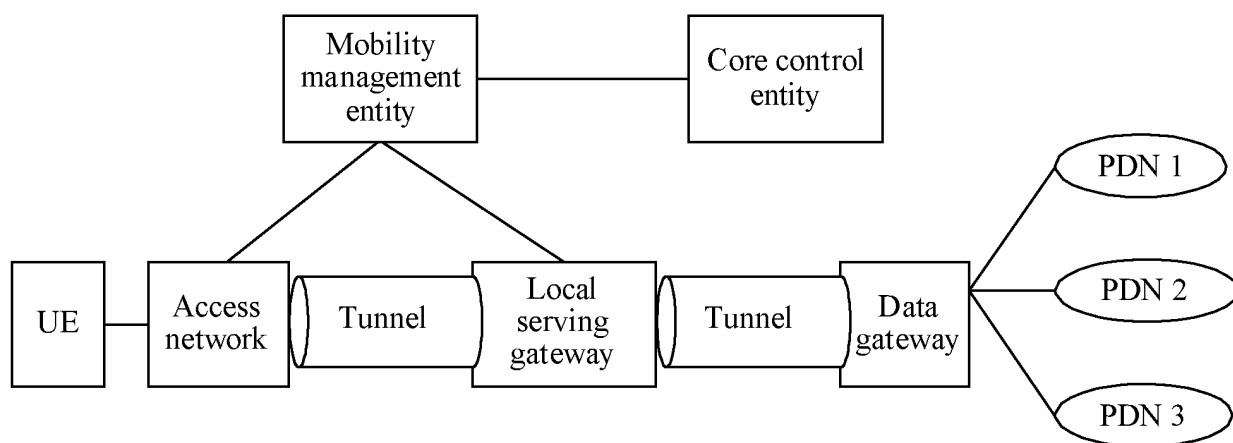 Mobility
management
entity
Core control
entity
PDN 1
UE
Access
network
Tunnel
Local
serving
gateway
Tunnel
Data
gateway
PDN 2
PDN 3